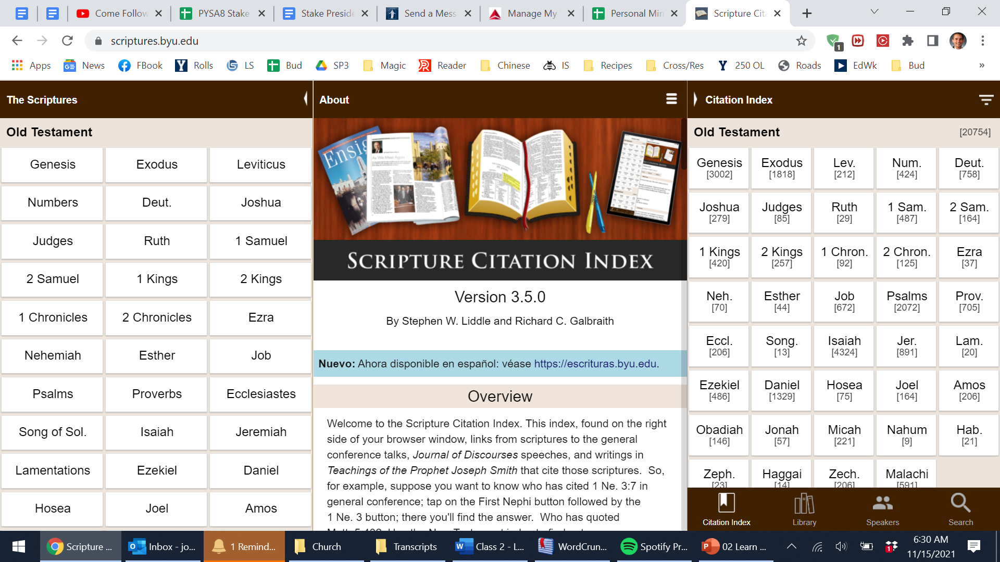 Come Follow
PYSA8 Stake
Stake Preside
Send a Mess
Manage My
Personal Min
Scripture Cita
scriptures.byu.edu
1
Apps
News
FBook
Rolls
LS
Bud
SP3
Magic
Reader
Chinese
IS
Recipes
Cross/Res
250 OL
Roads
EdWk
Bud
»
The Scriptures
Old Testament
Genesis Exodus Leviticus
Numbers Deut. Joshua
Judges Ruth 1 Samuel
2 Samuel 1 Kings 2 Kings
1 Chronicles 2 Chronicles Ezra
Nehemiah Esther Job
Psalms Proverbs Ecclesiastes
Song of Sol. Isaiah Jeremiah
Lamentations Ezekiel Daniel
Hosea Joel Amos
About
Ensig
As We Meet Again
SCRIPTURE CITATION INDEX
Version 3.5.0
By Stephen W. Liddle and Richard C. Galbraith
Nuevo: Ahora disponible en español: véase https://escrituras.byu.edu.
Overview
Welcome to the Scripture Citation Index. This index, found on the right
side of your browser window, links from scriptures to the general
conference talks, Journal of Discourses speeches, and writings in
Teachings of the Prophet Joseph Smith that cite those scriptures. So,
for example, suppose you want to know who has cited 1 Ne. 3:7 in
general conference; tap on the First Nephi button followed by the
1 Ne. 3 button; there you'll find the answer. Who has quoted
Citation Index
Old Testament [20754]
Genesis Exodus Lev. Num. Deut.
[3002] [1818] [212] [424] [758]
Joshua Judges Ruth 1 Sam. 2 Sam.
[279] [85] [29] [487] [164]
1 Kings 2 Kings 1 Chron. 2 Chron. Ezra
[420] [257] [92] [125] [37]
Neh. Esther Job Psalms Prov.
[70] [44] [672] [2072] [705]
Eccl. Song. Isaiah Jer. Lam.
[206] [13] [4324] [891] [20]
Ezekiel Daniel Hosea Joel Amos
[486] [1329] [75] [164] [206]
Obadiah Jonah Micah Nahum Hab.
[146] [57] [221] [9] [21]
Zeph. Haggai Zech. Malachi
[23] [14] [206] [591]
Citation Index Library Speakers Search
Scripture ...
Inbox - jo...
1 Remind...
Church
Transcripts
Class 2 - L...
WordCrun...
Spotify Pr...
02 Learn ...
1
6:30 AM
11/15/2021